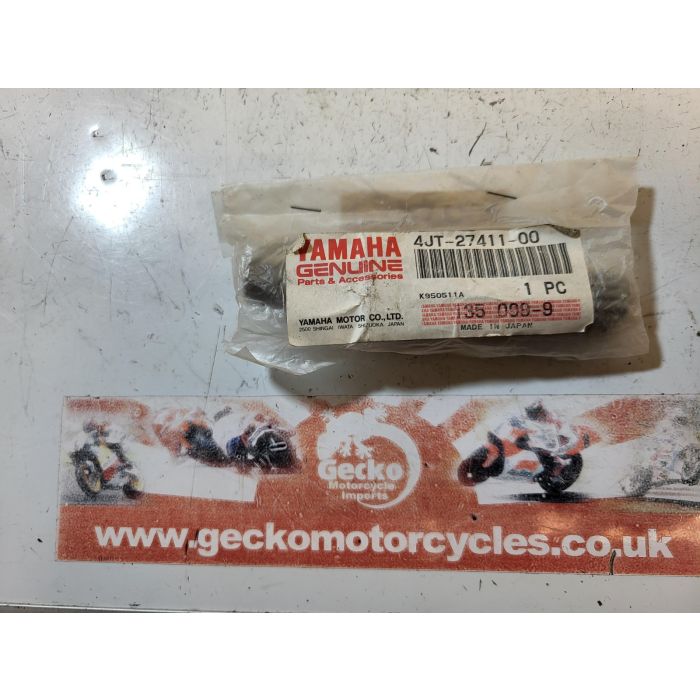 YAMAHA
GENUINE
Parts & Accessories
YAMAHA MOTOR CO.,LTD.
2500 SHINGAI IWATA SHIZUOKA JAPAN
4JT-27411-00
1 PC
K950511A
135 009-9
MADE IN JAPAN
Gecko
Motorcycle
Imports
www.geckomotorcycles.co.uk